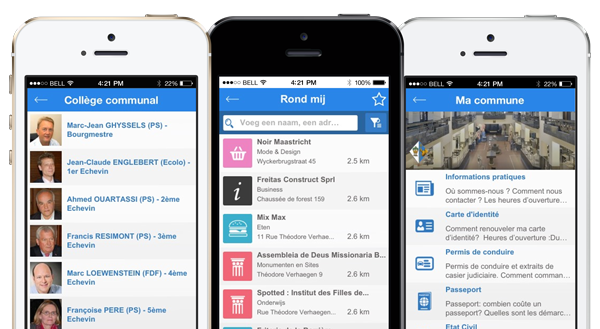 BELL 4:21 PM 22%
Collège communal
Marc-Jean GHYSSELS (PS) -
Bourgmestre
Jean-Claude ENGLEBERT (Ecolo) -
1er Echevin
Ahmed OUARTASSI (PS) - 2ème
Echevin
Francis RESIMONT (PS) - 3ème
Echevin
Marc LOEWENSTEIN (FDF) - 4ème
Echevin
Françoise PERE (PS) - 5ème
Echevin
BELL 4:21 PM 100%
Rond mij
Voeg een naam, een adr...
Noir Maastricht
Mode & Design
Wyckerbrugstraat 45 2.5 km
Freitas Construct Sprl
Business
Chaussée de forest 159 2.6 km
Mix Max
Eten
11 Rue Théodore Verhae... 2.6 km
Assembleia de Deus Missionaria B...
Monumenten en Sites
Théodore Verhaegen 9 2.6 km
Spotted : Institut des Filles de...
Onderwijs
Rue Théodore Verhaegen... 2.6 km
BELL 4:21 PM 22%
Ma commune
Informations pratiques
Où sommes-nous ? Comment nous
contacter ? Les heures d'ouverture...
Carte d'identité
Comment renouveler ma carte
d'identité? Heures d'ouverture :Du...
Permis de conduire
Permis de conduire et extraits de
casier judiciaire. Comment comman...
Passeport
Passeport: combien coûte un
passeport? Quelles sont les démarc...
Etat Civil